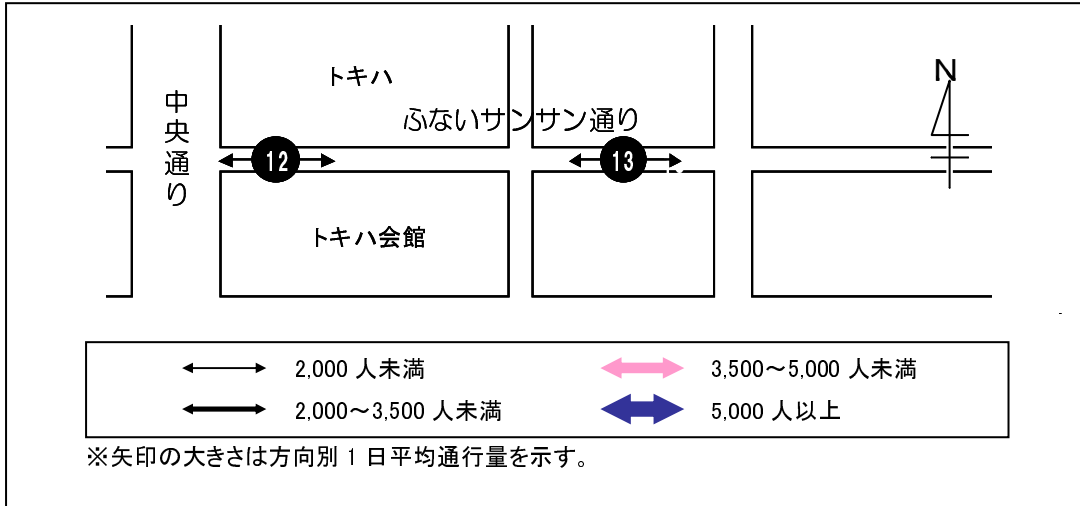 トキハ
N
中央通り
ふないサンサン通り
12
13
トキハ会館
2,000 人未満
3,500～5,000 人未満
2,000～3,500 人未満
5,000 人以上
※矢印の大きさは方向別 1 日平均通行量を示す。